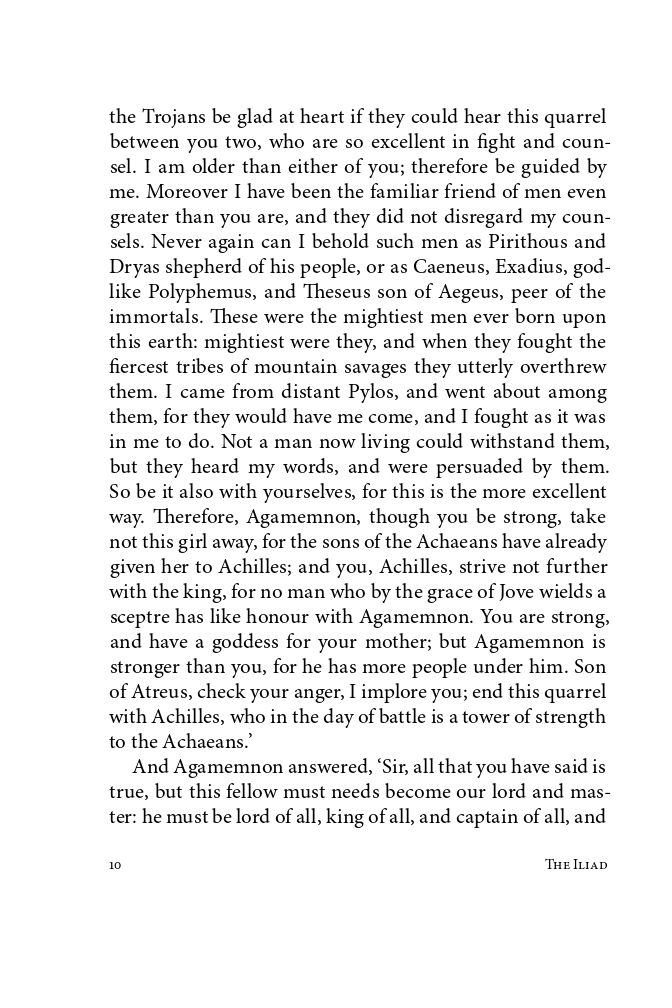 the Trojans be glad at heart if they could hear this quarrel
between you two, who are so excellent in fight and coun-
sel. I am older than either of you; therefore be guided by
me. Moreover I have been the familiar friend of men even
greater than you are, and they did not disregard my coun-
sels. Never again can I behold such men as Pirithous and
Dryas shepherd of his people, or as Caeneus, Exadius, god-
like Polyphemus, and Theseus son of Aegeus, peer of the
immortals. These were the mightiest men ever born upon
this earth: mightiest were they, and when they fought the
fiercest tribes of mountain savages they utterly overthrew
them. I came from distant Pylos, and went about among
them, for they would have me come, and I fought as it was
in me to do. Not a man now living could withstand them,
but they heard my words, and were persuaded by them.
So be it also with yourselves, for this is the more excellent
way. Therefore, Agamemnon, though you be strong, take
not this girl away, for the sons of the Achaeans have already
given her to Achilles; and you, Achilles, strive not further
with the king, for no man who by the grace of Jove wields a
sceptre has like honour with Agamemnon. You are strong,
and have a goddess for your mother; but Agamemnon is
stronger than you, for he has more people under him. Son
of Atreus, check your anger, I implore you; end this quarrel
with Achilles, who in the day of battle is a tower of strength
to the Achaeans.’
And Agamemnon answered, ‘Sir, all that you have said is
true, but this fellow must needs become our lord and mas-
ter: he must be lord of all, king of all, and captain of all, and
10 The Iliad